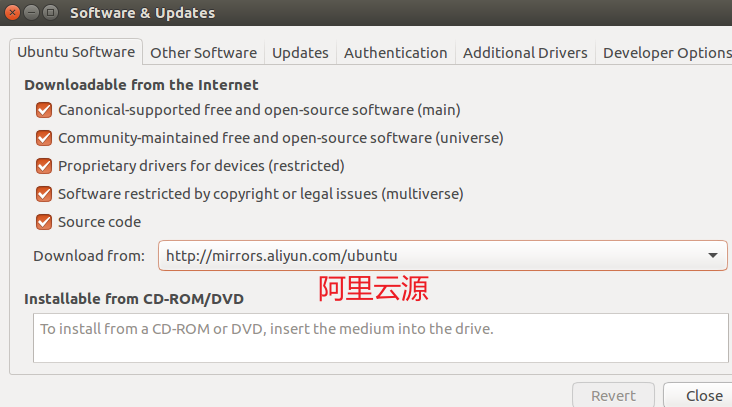 Software & Updates
Ubuntu Software Other Software Updates Authentication Additional Drivers Developer Options
Downloadable from the Internet
Canonical-supported free and open-source software (main)
Community-maintained free and open-source software (universe)
Proprietary drivers for devices (restricted)
Software restricted by copyright or legal issues (multiverse)
Source code
Download from: http://mirrors.aliyun.com/ubuntu
阿里云源
Installable from CD-ROM/DVD
To install from a CD-ROM or DVD, insert the medium into the drive.
Revert Close